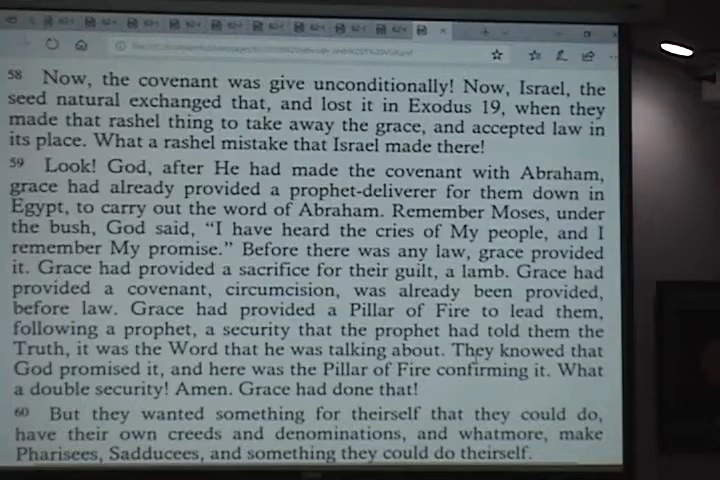 58 Now, the covenant was give unconditionally! Now, Israel, the
seed natural exchanged that, and lost it in Exodus 19, when they
made that rashel thing to take away the grace, and accepted law in
its place. What a rashel mistake that Israel made there!
59 Look! God, after He had made the covenant with Abraham,
grace had already provided a prophet-deliverer for them down in
Egypt, to carry out the word of Abraham. Remember Moses, under
the bush, God said, “I have heard the cries of My people, and I
remember My promise.” Before there was any law, grace provided
it. Grace had provided a sacrifice for their guilt, a lamb. Grace had
provided a covenant, circumcision, was already been provided,
before law. Grace had provided a Pillar of Fire to lead them,
following a prophet, a security that the prophet had told them the
Truth, it was the Word that he was talking about. They knowed that
God promised it, and here was the Pillar of Fire confirming it. What
a double security! Amen. Grace had done that!
60 But they wanted something for theirself that they could do,
have their own creeds and denominations, and whatmore, make
Pharisees, Sadducees, and something they could do theirself.